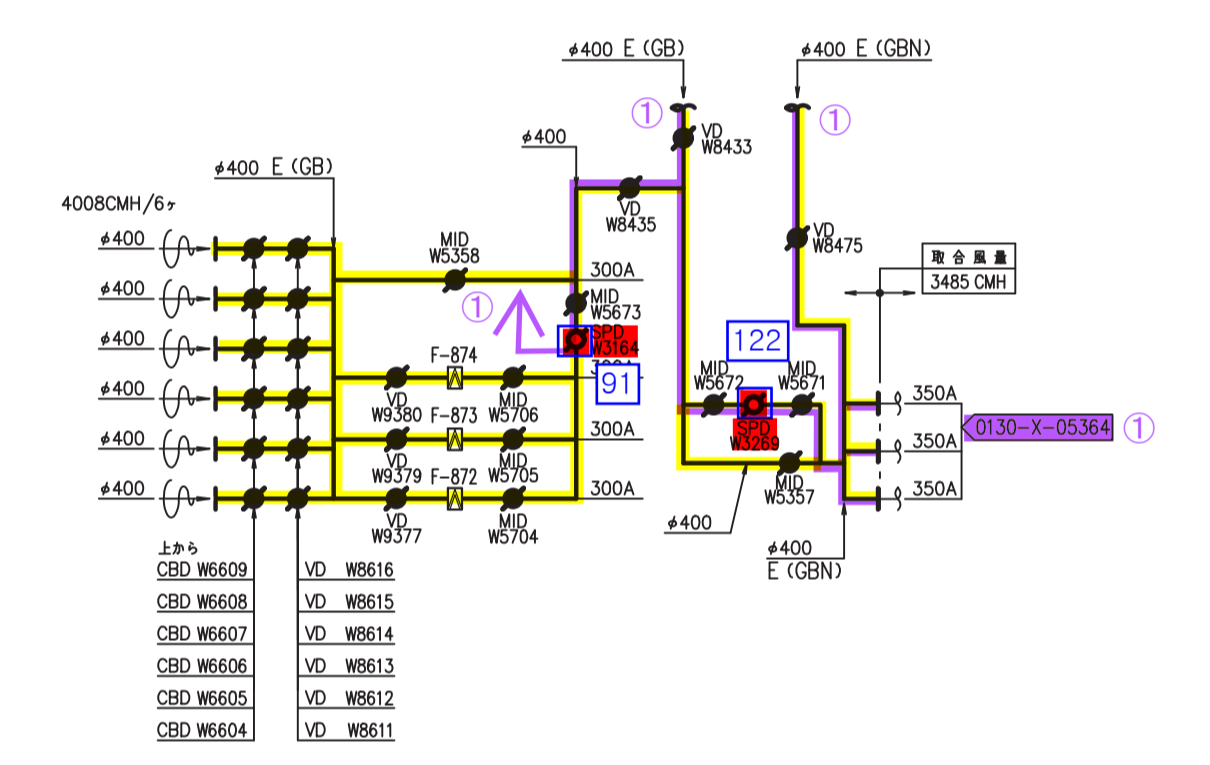 φ400 E (GB)
φ400 E (GBN)
①
①
VD
W8433
φ400
φ400 E (GB)
4008CMH/6ヶ
VD
W8435
VD
W8475
φ400
MID
W5358
取合風量
3485 CMH
300A
φ400
①
MID
W5673
SPD
W3164
122
φ400
F-874
300A
91
MID
W5672
MID
W5671
φ400
VD
W9380
MID
W5706
350A
F-873
300A
SPD
W3269
0130-X-05364
①
φ400
VD
W9379
MID
W5705
350A
F-872
MID
W5357
φ400
300A
350A
VD
W9377
MID
W5704
φ400
φ400
E (GBN)
上から
CBD W6609 VD W8616
CBD W6608 VD W8615
CBD W6607 VD W8614
CBD W6606 VD W8613
CBD W6605 VD W8612
CBD W6604 VD W8611